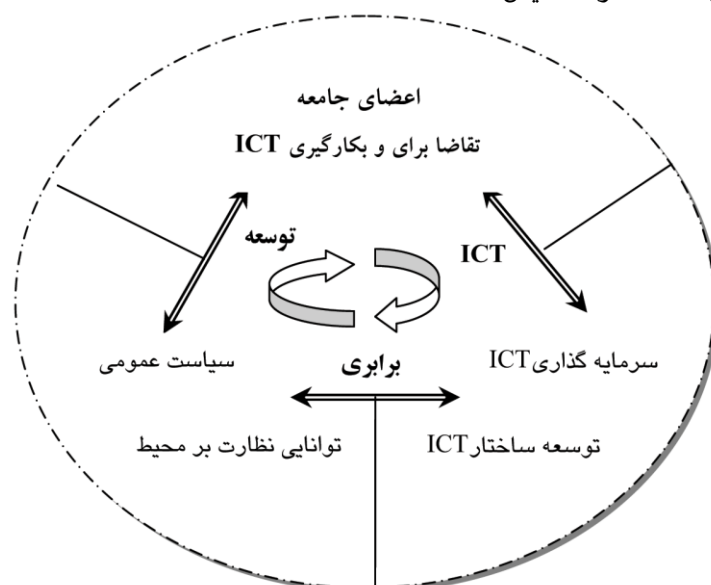 اعضای جامعه
تقاضا برای و بکارگیری ICT
توسعه
ICT
برابری
سرمایه گذاری ICT
سیاست عمومی
توسعه ساختار ICT
توانایی نظارت بر محیط